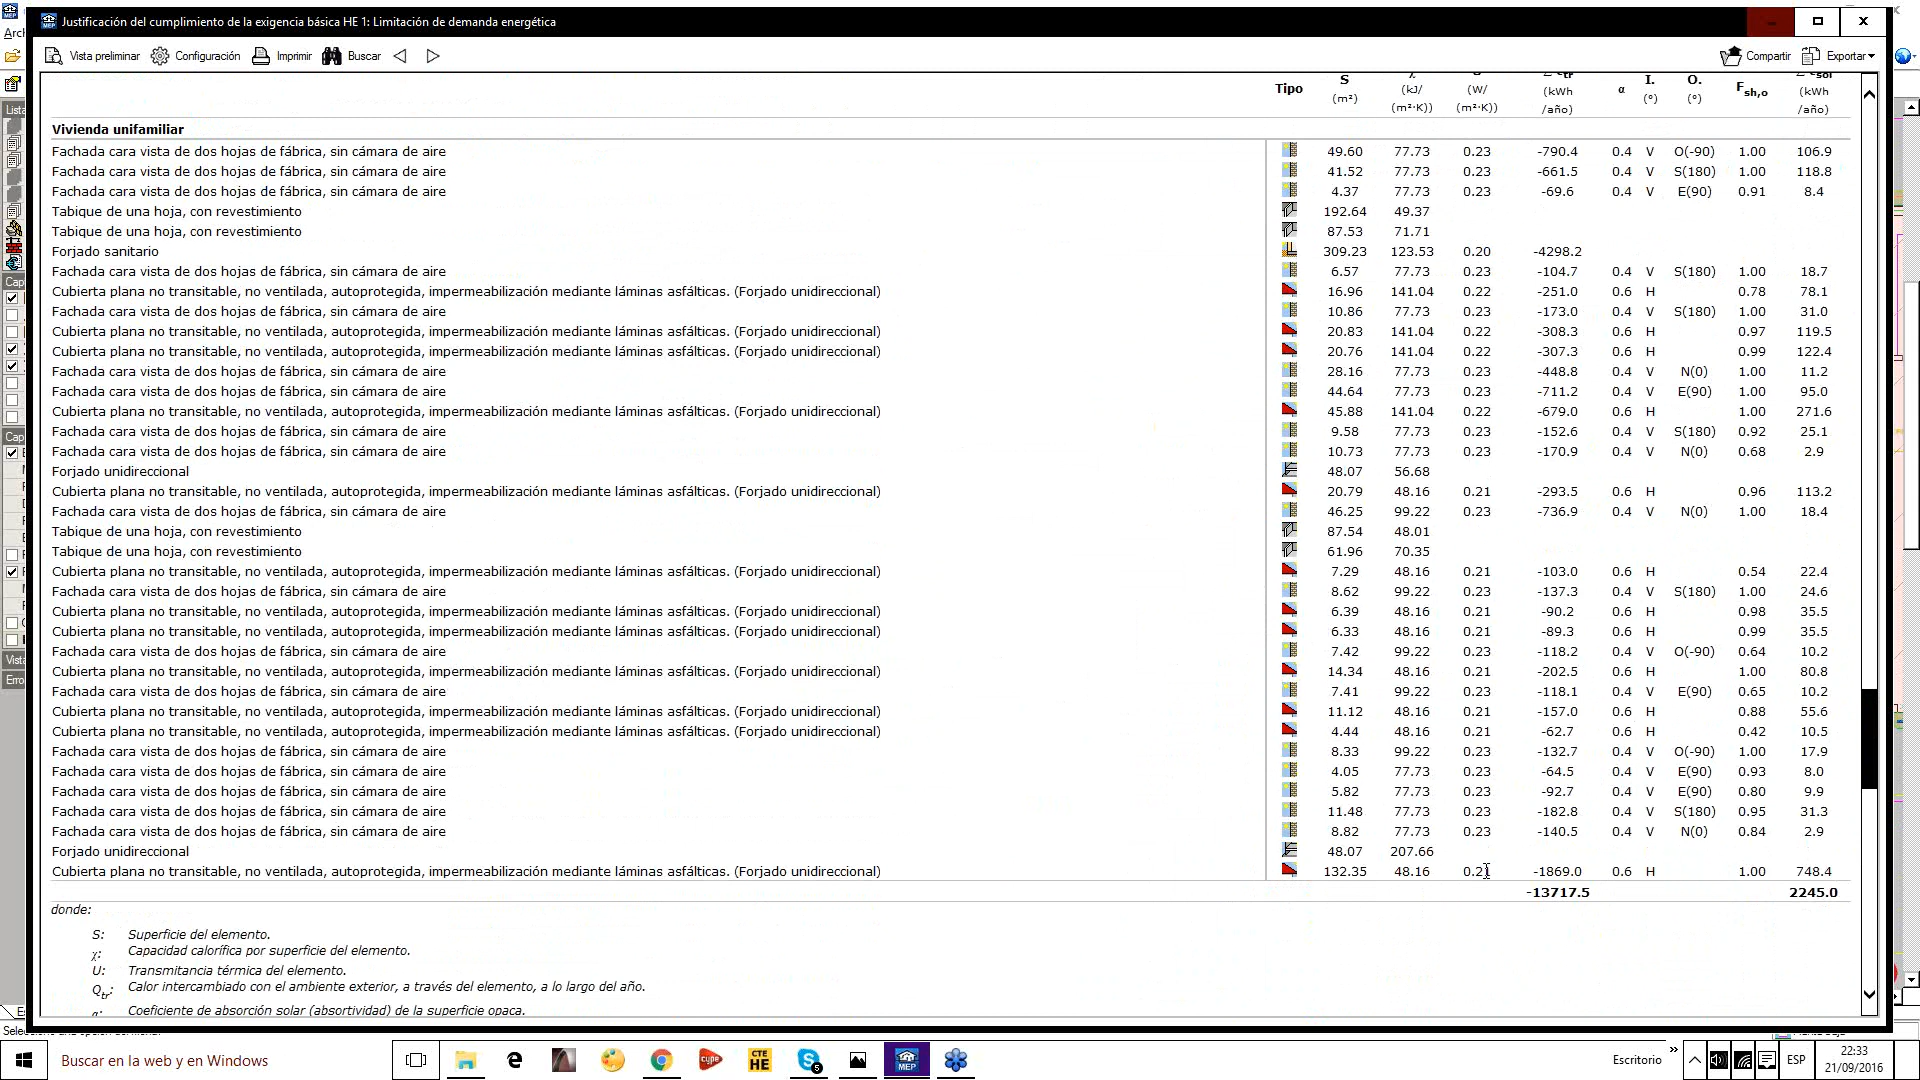 Justificación del cumplimiento de la exigencia básica HE 1: Limitación de demanda energética
Vista preliminar Configuración Imprimir Buscar Compartir Exportar
Tipo S (m²) χ (kJ/(m²·K)) (W/(m²·K)) (kWh/año) α I. (°) O. (°) Fsh,o (kWh/año)
Vivienda unifamiliar
Fachada cara vista de dos hojas de fábrica, sin cámara de aire 49.60 77.73 0.23 -790.4 0.4 V O(-90) 1.00 106.9
Fachada cara vista de dos hojas de fábrica, sin cámara de aire 41.52 77.73 0.23 -661.5 0.4 V S(180) 1.00 118.8
Fachada cara vista de dos hojas de fábrica, sin cámara de aire 4.37 77.73 0.23 -69.6 0.4 V E(90) 0.91 8.4
Tabique de una hoja, con revestimiento 192.64 49.37
Tabique de una hoja, con revestimiento 87.53 71.71
Forjado sanitario 309.23 123.53 0.20 -4298.2
Fachada cara vista de dos hojas de fábrica, sin cámara de aire 6.57 77.73 0.23 -104.7 0.4 V S(180) 1.00 18.7
Cubierta plana no transitable, no ventilada, autoprotegida, impermeabilización mediante láminas asfálticas. (Forjado unidireccional) 16.96 141.04 0.22 -251.0 0.6 H 0.78 78.1
Fachada cara vista de dos hojas de fábrica, sin cámara de aire 10.86 77.73 0.23 -173.0 0.4 V S(180) 1.00 31.0
Cubierta plana no transitable, no ventilada, autoprotegida, impermeabilización mediante láminas asfálticas. (Forjado unidireccional) 20.83 141.04 0.22 -308.3 0.6 H 0.97 119.5
Cubierta plana no transitable, no ventilada, autoprotegida, impermeabilización mediante láminas asfálticas. (Forjado unidireccional) 20.76 141.04 0.22 -307.3 0.6 H 0.99 122.4
Fachada cara vista de dos hojas de fábrica, sin cámara de aire 28.16 77.73 0.23 -448.8 0.4 V N(0) 1.00 11.2
Fachada cara vista de dos hojas de fábrica, sin cámara de aire 44.64 77.73 0.23 -711.2 0.4 V E(90) 1.00 95.0
Cubierta plana no transitable, no ventilada, autoprotegida, impermeabilización mediante láminas asfálticas. (Forjado unidireccional) 45.88 141.04 0.22 -679.0 0.6 H 1.00 271.6
Fachada cara vista de dos hojas de fábrica, sin cámara de aire 9.58 77.73 0.23 -152.6 0.4 V S(180) 0.92 25.1
Fachada cara vista de dos hojas de fábrica, sin cámara de aire 10.73 77.73 0.23 -170.9 0.4 V N(0) 0.68 2.9
Forjado unidireccional 48.07 56.68
Cubierta plana no transitable, no ventilada, autoprotegida, impermeabilización mediante láminas asfálticas. (Forjado unidireccional) 20.79 48.16 0.21 -293.5 0.6 H 0.96 113.2
Fachada cara vista de dos hojas de fábrica, sin cámara de aire 46.25 99.22 0.23 -736.9 0.4 V N(0) 1.00 18.4
Tabique de una hoja, con revestimiento 87.54 48.01
Tabique de una hoja, con revestimiento 61.96 70.35
Cubierta plana no transitable, no ventilada, autoprotegida, impermeabilización mediante láminas asfálticas. (Forjado unidireccional) 7.29 48.16 0.21 -103.0 0.6 H 0.54 22.4
Fachada cara vista de dos hojas de fábrica, sin cámara de aire 8.62 99.22 0.23 -137.3 0.4 V S(180) 1.00 24.6
Cubierta plana no transitable, no ventilada, autoprotegida, impermeabilización mediante láminas asfálticas. (Forjado unidireccional) 6.39 48.16 0.21 -90.2 0.6 H 0.98 35.5
Cubierta plana no transitable, no ventilada, autoprotegida, impermeabilización mediante láminas asfálticas. (Forjado unidireccional) 6.33 48.16 0.21 -89.3 0.6 H 0.99 35.5
Fachada cara vista de dos hojas de fábrica, sin cámara de aire 7.42 99.22 0.23 -118.2 0.4 V O(-90) 0.64 10.2
Cubierta plana no transitable, no ventilada, autoprotegida, impermeabilización mediante láminas asfálticas. (Forjado unidireccional) 14.34 48.16 0.21 -202.5 0.6 H 1.00 80.8
Fachada cara vista de dos hojas de fábrica, sin cámara de aire 7.41 99.22 0.23 -118.1 0.4 V E(90) 0.65 10.2
Cubierta plana no transitable, no ventilada, autoprotegida, impermeabilización mediante láminas asfálticas. (Forjado unidireccional) 11.12 48.16 0.21 -157.0 0.6 H 0.88 55.6
Cubierta plana no transitable, no ventilada, autoprotegida, impermeabilización mediante láminas asfálticas. (Forjado unidireccional) 4.44 48.16 0.21 -62.7 0.6 H 0.42 10.5
Fachada cara vista de dos hojas de fábrica, sin cámara de aire 8.33 99.22 0.23 -132.7 0.4 V O(-90) 1.00 17.9
Fachada cara vista de dos hojas de fábrica, sin cámara de aire 4.05 77.73 0.23 -64.5 0.4 V E(90) 0.93 8.0
Fachada cara vista de dos hojas de fábrica, sin cámara de aire 5.82 77.73 0.23 -92.7 0.4 V E(90) 0.80 9.9
Fachada cara vista de dos hojas de fábrica, sin cámara de aire 11.48 77.73 0.23 -182.8 0.4 V S(180) 0.95 31.3
Fachada cara vista de dos hojas de fábrica, sin cámara de aire 8.82 77.73 0.23 -140.5 0.4 V N(0) 0.84 2.9
Forjado unidireccional 48.07 207.66
Cubierta plana no transitable, no ventilada, autoprotegida, impermeabilización mediante láminas asfálticas. (Forjado unidireccional) 132.35 48.16 0.21 -1869.0 0.6 H 1.00 748.4
-13717.5 2245.0
donde:
S: Superficie del elemento.
χ: Capacidad calorífica por superficie del elemento.
U: Transmitancia térmica del elemento.
Qtr: Calor intercambiado con el ambiente exterior, a través del elemento, a lo largo del año.
α: Coeficiente de absorción solar (absortividad) de la superficie opaca.
Buscar en la web y en Windows
cype
CTE HE
MEP
Escritorio
ESP
22:33
21/09/2016